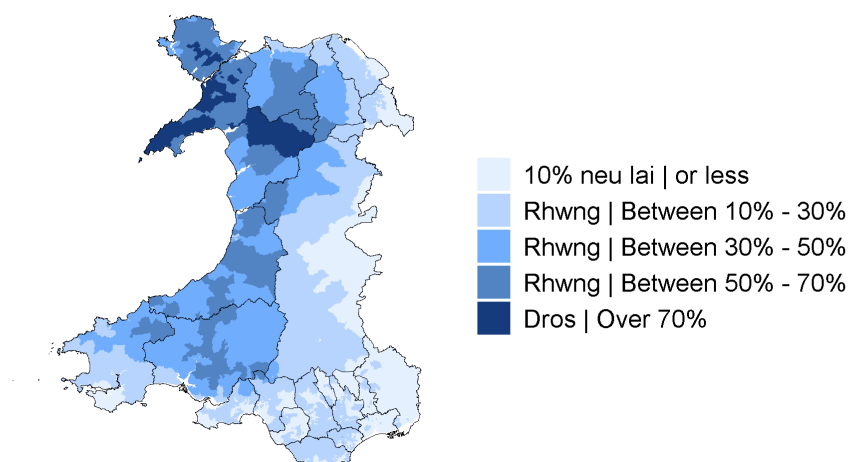 10% neu lai | or less
Rhwng | Between 10% - 30%
Rhwng | Between 30% - 50%
Rhwng | Between 50% - 70%
Dros | Over 70%